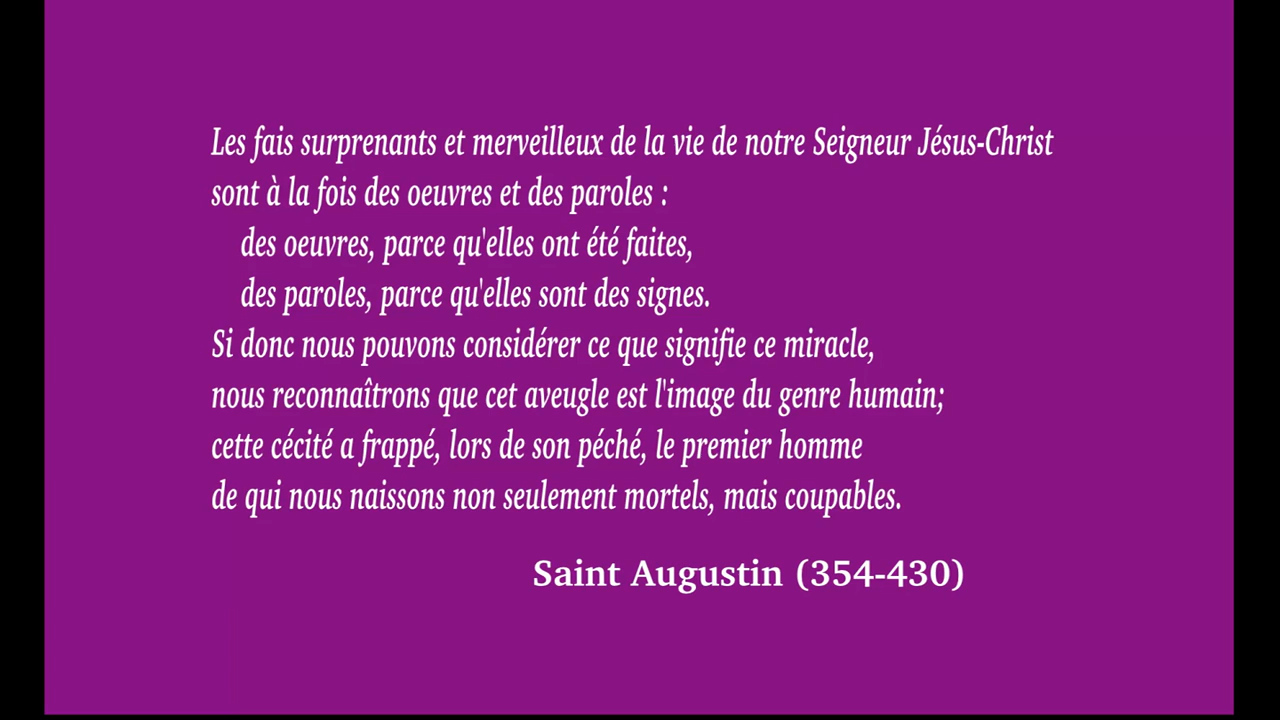 Les fais surprenants et merveilleux de la vie de notre Seigneur Jésus-Christ
sont à la fois des oeuvres et des paroles :
des oeuvres, parce qu'elles ont été faites,
des paroles, parce qu'elles sont des signes.
Si donc nous pouvons considérer ce que signifie ce miracle,
nous reconnaîtrons que cet aveugle est l'image du genre humain;
cette cécité a frappé, lors de son péché, le premier homme
de qui nous naissons non seulement mortels, mais coupables.
Saint Augustin (354-430)